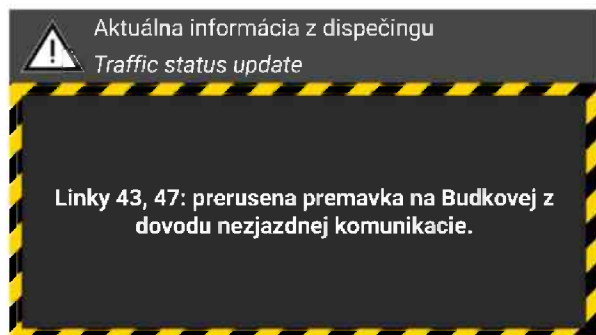 Aktuálna informácia z dispečingu
Traffic status update
Linky 43, 47: prerusena premavka na Budkovej z
dovodu nezjazdnej komunikacie.